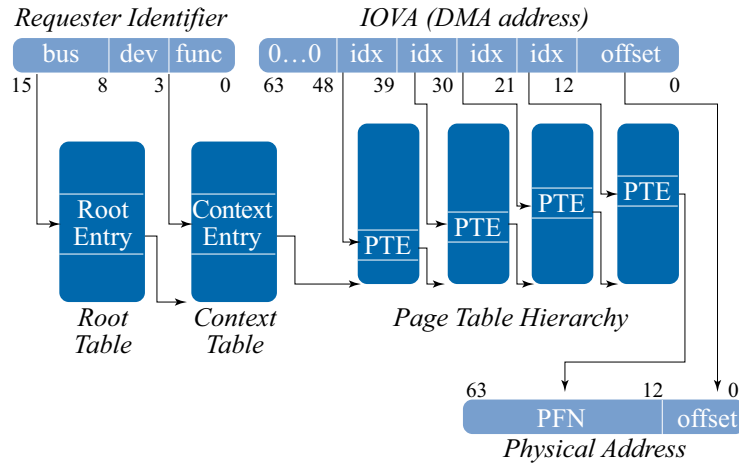 Requester Identifier
IOVA (DMA address)
bus dev func
0...0 idx idx idx idx offset
15 8 3 0
63 48 39 30 21 12 0
Root
Entry
Context
Entry
PTE
PTE
PTE
PTE
Root
Table
Context
Table
Page Table Hierarchy
63 12 0
PFN offset
Physical Address